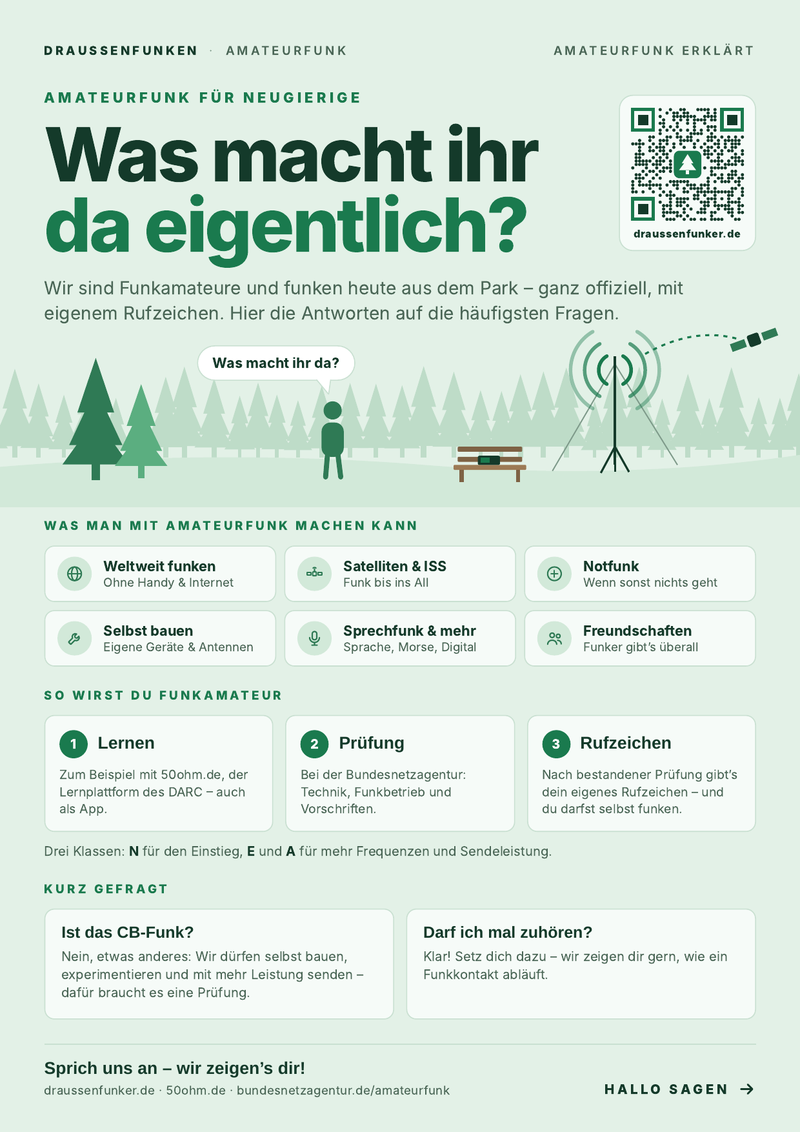 DRAUSSENFUNKEN · AMATEURFUNK
AMATEURFUNK ERKLÄRT
AMATEURFUNK FÜR NEUGIERIGE
Was macht ihr
da eigentlich?
draussenfunker.de
Wir sind Funkamateure und funken heute aus dem Park – ganz offiziell, mit
eigenem Rufzeichen. Hier die Antworten auf die häufigsten Fragen.
Was macht ihr da?
WAS MAN MIT AMATEURFUNK MACHEN KANN
Weltweit funken
Ohne Handy & Internet
Satelliten & ISS
Funk bis ins All
Notfunk
Wenn sonst nichts geht
Selbst bauen
Eigene Geräte & Antennen
Sprechfunk & mehr
Sprache, Morse, Digital
Freundschaften
Funker gibt’s überall
SO WIRST DU FUNKAMATEUR
1 Lernen
Zum Beispiel mit 50ohm.de, der
Lernplattform des DARC – auch
als App.
2 Prüfung
Bei der Bundesnetzagentur:
Technik, Funkbetrieb und
Vorschriften.
3 Rufzeichen
Nach bestandener Prüfung gibt’s
dein eigenes Rufzeichen – und
du darfst selbst funken.
Drei Klassen: N für den Einstieg, E und A für mehr Frequenzen und Sendeleistung.
KURZ GEFRAGT
Ist das CB-Funk?
Nein, etwas anderes: Wir dürfen selbst bauen,
experimentieren und mit mehr Leistung senden –
dafür braucht es eine Prüfung.
Darf ich mal zuhören?
Klar! Setz dich dazu – wir zeigen dir gern, wie ein
Funkkontakt abläuft.
Sprich uns an – wir zeigen’s dir!
draussenfunker.de · 50ohm.de · bundesnetzagentur.de/amateurfunk
HALLO SAGEN →